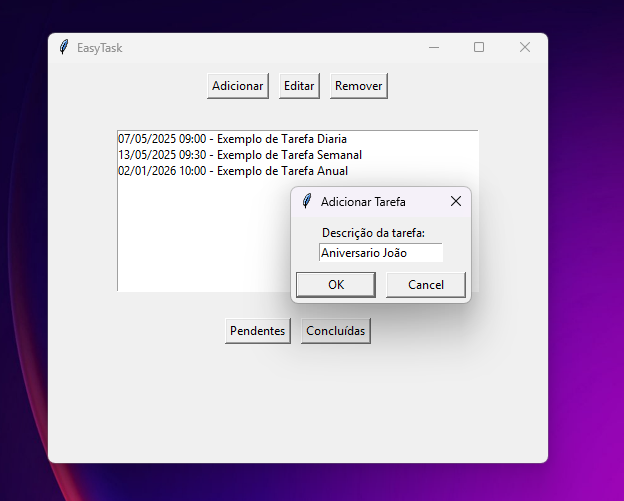 EasyTask
Adicionar Editar Remover
07/05/2025 09:00 - Exemplo de Tarefa Diaria
13/05/2025 09:30 - Exemplo de Tarefa Semanal
02/01/2026 10:00 - Exemplo de Tarefa Anual
Adicionar Tarefa
Descrição da tarefa:
Aniversario João
OK Cancel
Pendentes Concluídas